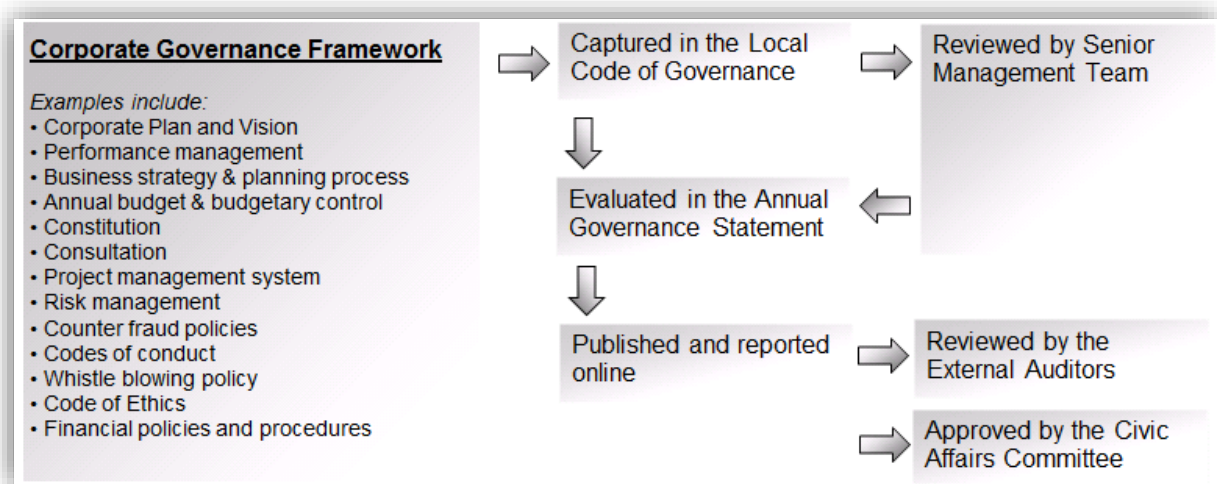 Corporate Governance Framework
Examples include:
• Corporate Plan and Vision
• Performance management
• Business strategy & planning process
• Annual budget & budgetary control
• Constitution
• Consultation
• Project management system
• Risk management
• Counter fraud policies
• Codes of conduct
• Whistle blowing policy
• Code of Ethics
• Financial policies and procedures
Captured in the Local
Code of Governance
Reviewed by Senior
Management Team
Evaluated in the Annual
Governance Statement
Published and reported
online
Reviewed by the
External Auditors
Approved by the Civic
Affairs Committee